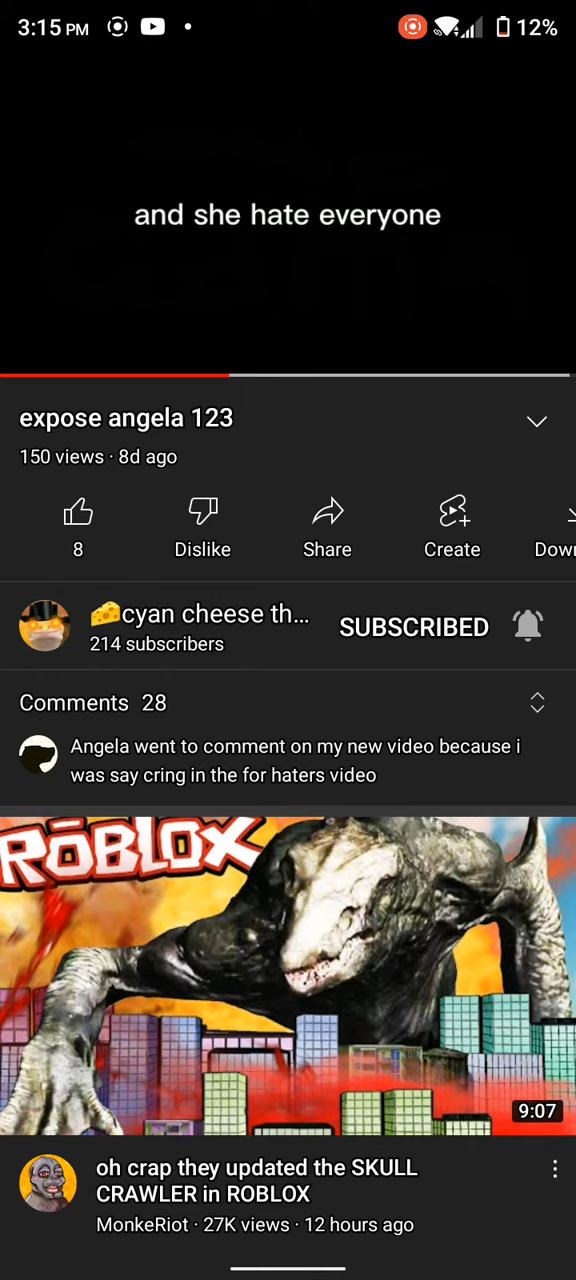 3:15 PM
12%
and she hate everyone
expose angela 123
150 views · 8d ago
8
Dislike
Share
Create
Dow
🧀cyan cheese th...
SUBSCRIBED
214 subscribers
Comments 28
Angela went to comment on my new video because i
was say cring in the for haters video
ROBLOX
9:07
oh crap they updated the SKULL
CRAWLER in ROBLOX
MonkeRiot · 27K views · 12 hours ago